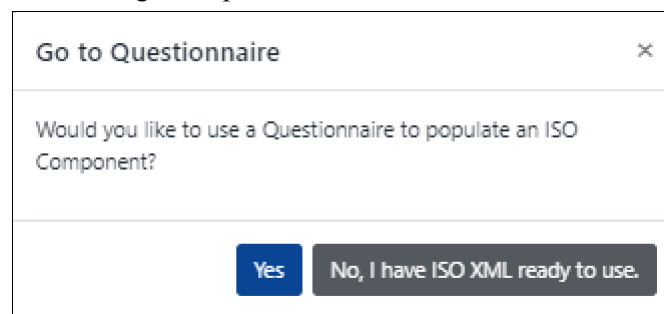 Go to Questionnaire ×
Would you like to use a Questionnaire to populate an ISO
Component?
Yes No, I have ISO XML ready to use.